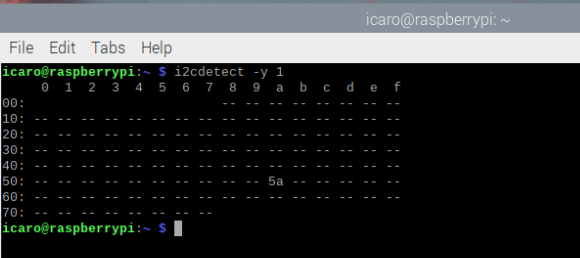 icaro@raspberrypi: ~
File Edit Tabs Help
icaro@raspberrypi:~ $ i2cdetect -y 1
     0  1  2  3  4  5  6  7  8  9  a  b  c  d  e  f
00:                         -- -- -- -- -- -- -- --
10: -- -- -- -- -- -- -- -- -- -- -- -- -- -- -- --
20: -- -- -- -- -- -- -- -- -- -- -- -- -- -- -- --
30: -- -- -- -- -- -- -- -- -- -- -- -- -- -- -- --
40: -- -- -- -- -- -- -- -- -- -- -- -- -- -- -- --
50: -- -- -- -- -- -- -- -- -- -- 5a -- -- -- -- --
60: -- -- -- -- -- -- -- -- -- -- -- -- -- -- -- --
70: -- -- -- -- -- -- -- --
icaro@raspberrypi:~ $